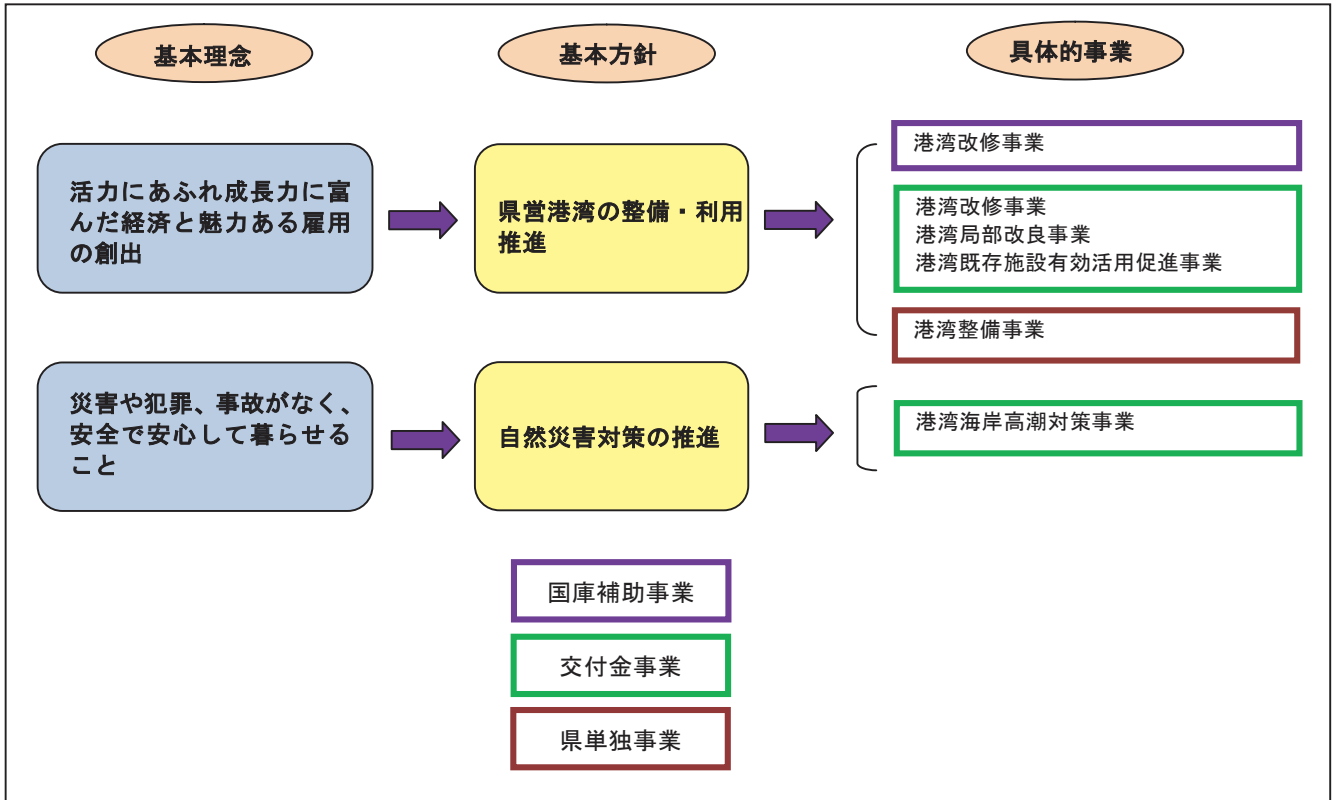 基本理念
基本方針
具体的事業
活力にあふれ成長力に富
んだ経済と魅力ある雇用
の創出
県営港湾の整備・利用
推進
港湾改修事業
港湾改修事業
港湾局部改良事業
港湾既存施設有効活用促進事業
港湾整備事業
災害や犯罪、事故がなく、
安全で安心して暮らせる
こと
自然災害対策の推進
港湾海岸高潮対策事業
国庫補助事業
交付金事業
県単独事業